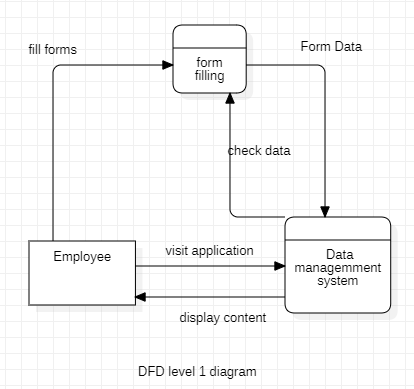 fill forms
form
filling
Form Data
check data
Employee
visit application
Data
managemment
system
display content
DFD level 1 diagram